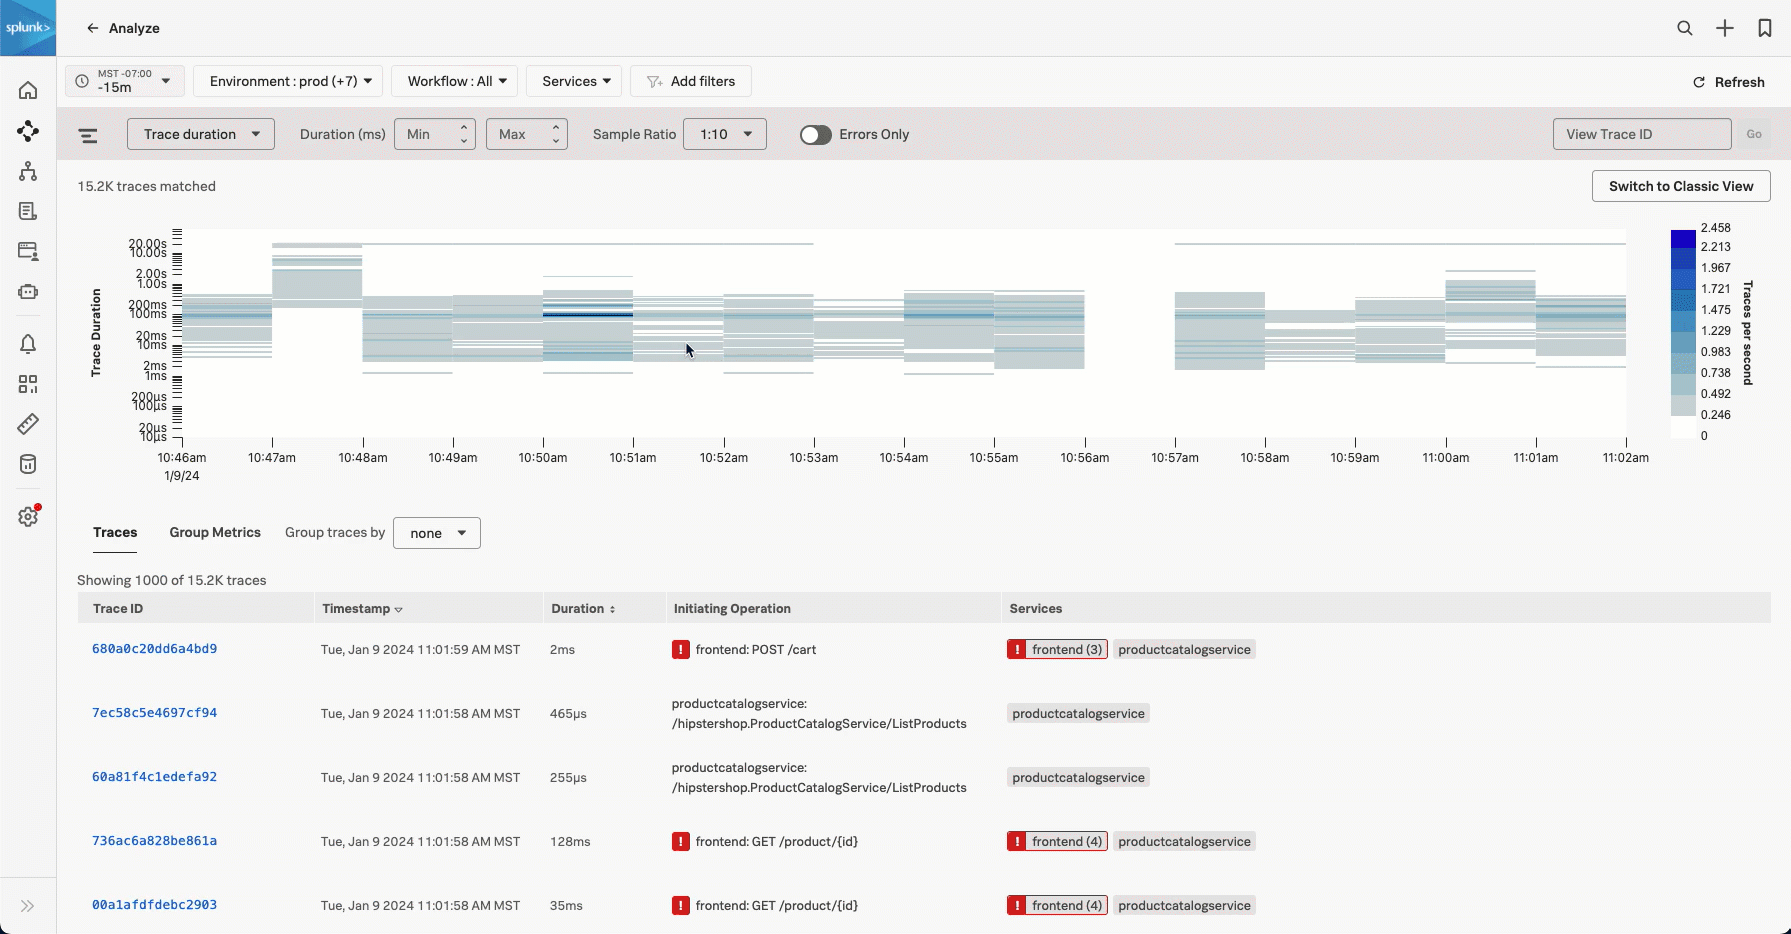 splunk>
Analyze
MST -07:00
-15m
Environment : prod (+7)
Workflow : All
Services
Add filters
Refresh
Trace duration
Duration (ms)
Min
Max
Sample Ratio
1:10
Errors Only
View Trace ID
Go
15.2K traces matched
Switch to Classic View
Trace Duration
20.00s
10.00s
2.00s
1.00s
200ms
100ms
20ms
10ms
2ms
1ms
200µs
100µs
20µs
10µs
10:46am 10:47am 10:48am 10:49am 10:50am 10:51am 10:52am 10:53am 10:54am 10:55am 10:56am 10:57am 10:58am 10:59am 11:00am 11:01am 11:02am
1/9/24
2.458
2.213
1.967
1.721
1.475
1.229
0.983
0.738
0.492
0.246
0
Traces per second
Traces
Group Metrics
Group traces by
none
Showing 1000 of 15.2K traces
Trace ID Timestamp Duration Initiating Operation Services
680a0c20dd6a4bd9 Tue, Jan 9 2024 11:01:59 AM MST 2ms ! frontend: POST /cart ! frontend (3) productcatalogservice
7ec58c5e4697cf94 Tue, Jan 9 2024 11:01:58 AM MST 465µs productcatalogservice:
/hipstershop.ProductCatalogService/ListProducts productcatalogservice
60a81f4c1edefa92 Tue, Jan 9 2024 11:01:58 AM MST 255µs productcatalogservice:
/hipstershop.ProductCatalogService/ListProducts productcatalogservice
736ac6a828be861a Tue, Jan 9 2024 11:01:58 AM MST 128ms ! frontend: GET /product/{id} ! frontend (4) productcatalogservice
00a1afdfdebc2903 Tue, Jan 9 2024 11:01:58 AM MST 35ms ! frontend: GET /product/{id} ! frontend (4) productcatalogservice